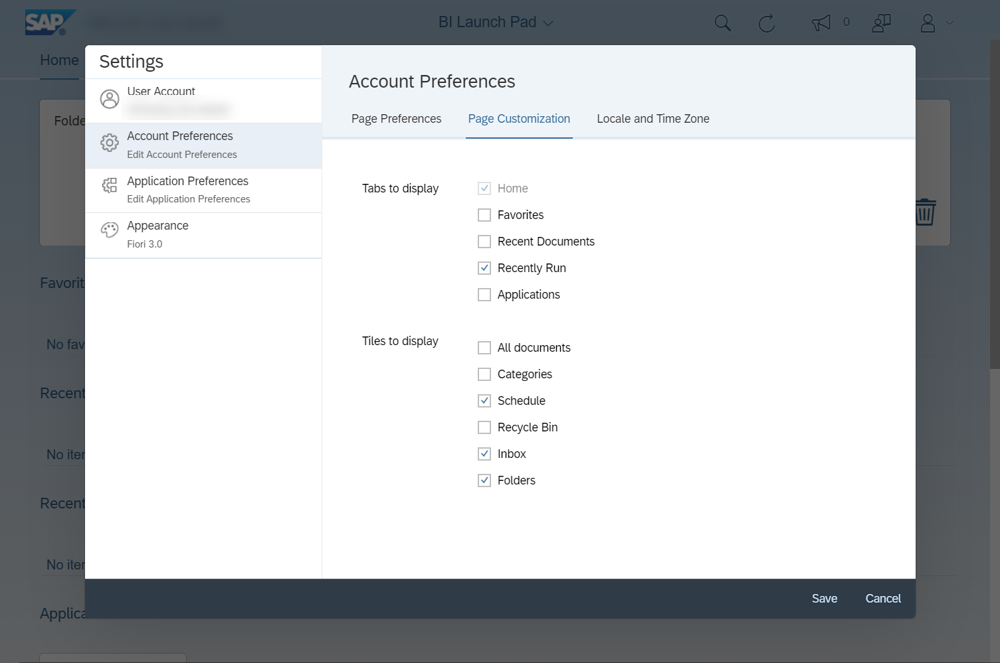 SAP
BI Launch Pad
0
Home
Settings
User Account
Account Preferences
Edit Account Preferences
Application Preferences
Edit Application Preferences
Appearance
Fiori 3.0
Account Preferences
Page Preferences
Page Customization
Locale and Time Zone
Tabs to display
Home
Favorites
Recent Documents
Recently Run
Applications
Tiles to display
All documents
Categories
Schedule
Recycle Bin
Inbox
Folders
Folde
Favorit
No fav
Recent
No iter
Recent
No iter
Applica
Save
Cancel